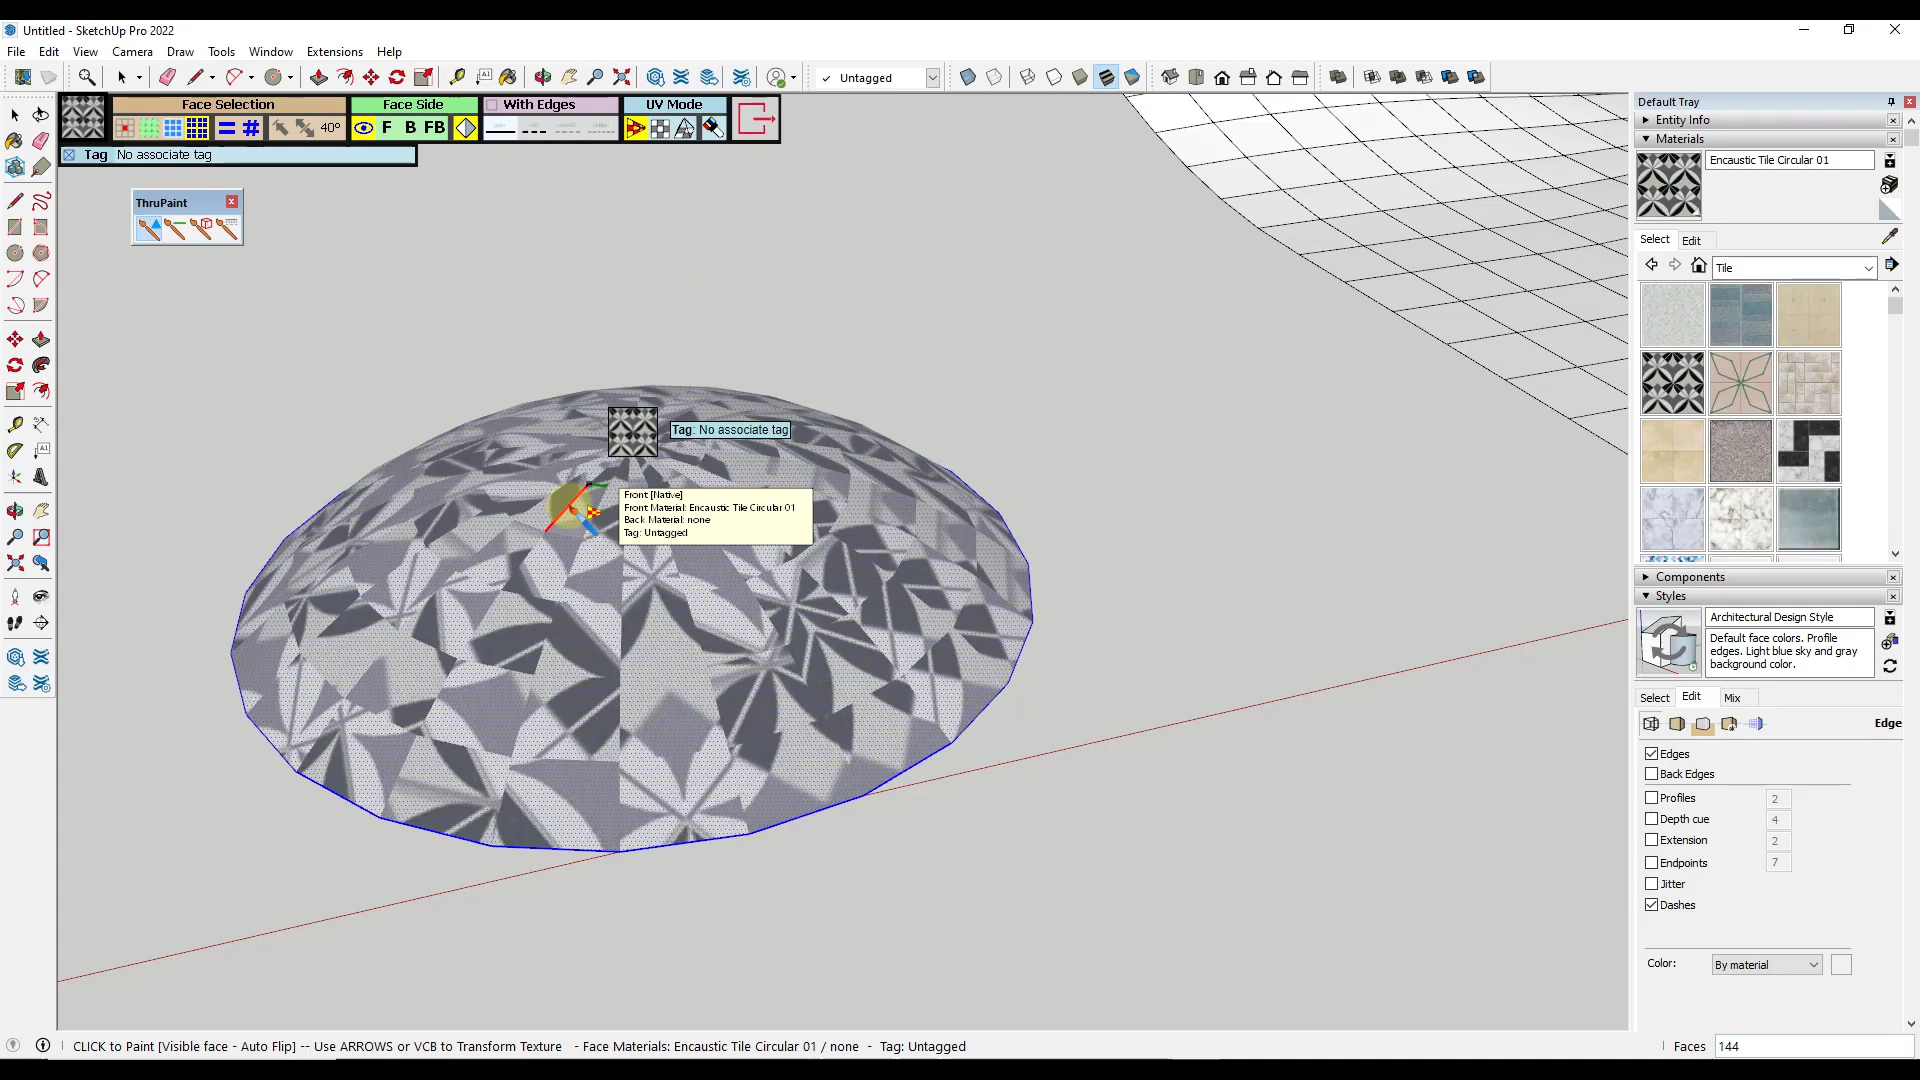 Untitled - SketchUp Pro 2022
File Edit View Camera Draw Tools Window Extensions Help
Untagged
Face Selection Face Side With Edges UV Mode
40° F B FB
Tag No associate tag
ThruPaint
Tag: No associate tag
Front [Native]
Front Material: Encaustic Tile Circular 01
Back Material: none
Tag: Untagged
Default Tray
Entity Info
Materials
Encaustic Tile Circular 01
Select Edit
Tile
Components
Styles
Architectural Design Style
Default face colors. Profile
edges. Light blue sky and gray
background color.
Select Edit Mix
Edge
Edges
Back Edges
Profiles 2
Depth cue 4
Extension 2
Endpoints 7
Jitter
Dashes
Color: By material
CLICK to Paint [Visible face - Auto Flip] -- Use ARROWS or VCB to Transform Texture - Face Materials: Encaustic Tile Circular 01 / none - Tag: Untagged
Faces 144